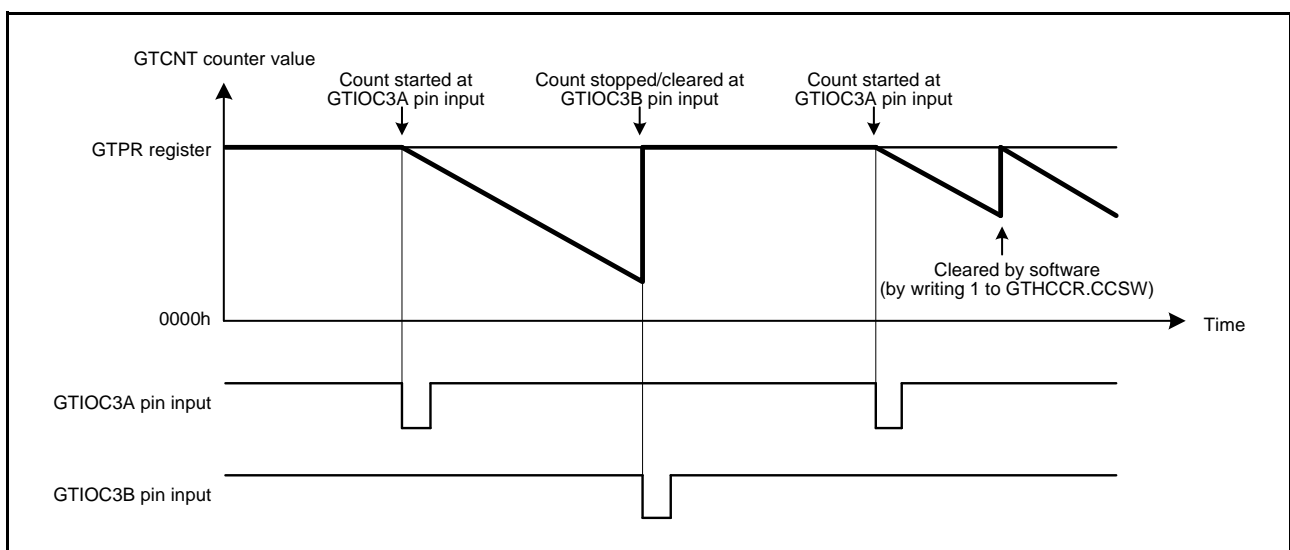 GTCNT counter value
Count started at
GTIOC3A pin input
Count stopped/cleared at
GTIOC3B pin input
Count started at
GTIOC3A pin input
GTPR register
Cleared by software
(by writing 1 to GTHCCR.CCSW)
0000h
Time
GTIOC3A pin input
GTIOC3B pin input